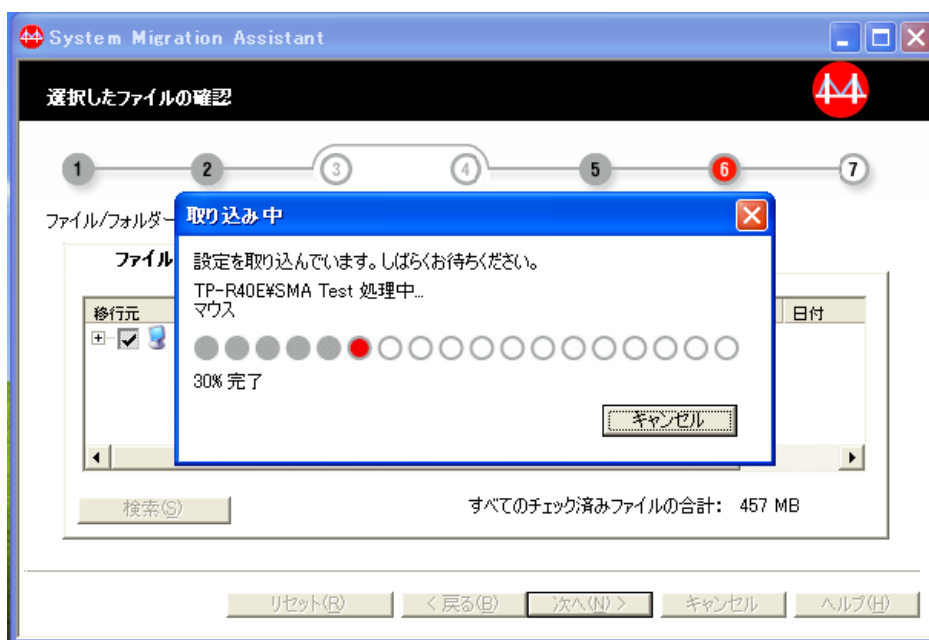 System Migration Assistant
選択したファイルの確認
1 2 3 4 5 6 7
ファイル/フォルダー
取り込み中
ファイル
設定を取り込んでいます。しばらくお待ちください。
TP-R40E¥SMA Test 処理中...
マウス
移行元
日付
30% 完了
キャンセル
検索(S)
すべてのチェック済みファイルの合計: 457 MB
リセット(R)
< 戻る(B)
次へ(N) >
キャンセル
ヘルプ(H)